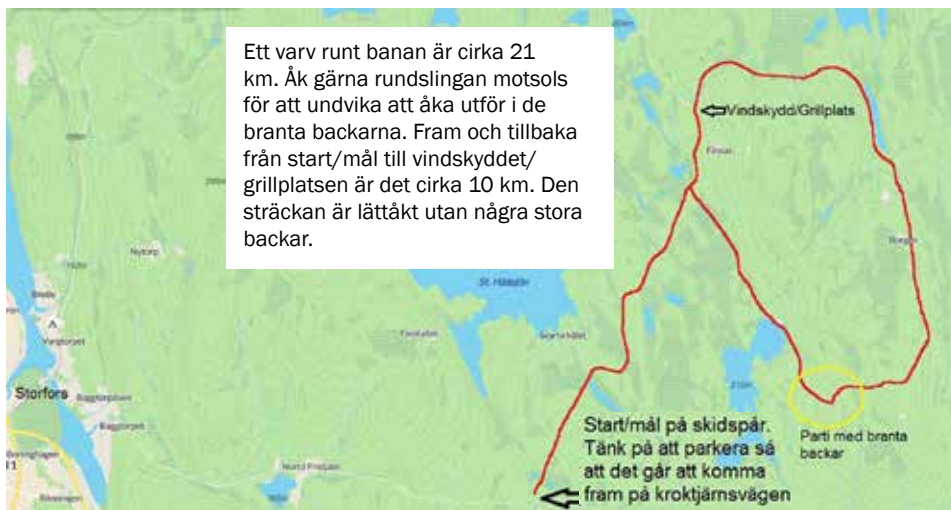 Ett varv runt banan är cirka 21
km. Åk gärna rundslingan motsols
för att undvika att åka utför i de
branta backarna. Fram och tillbaka
från start/mål till vindskyddet/
grillplatsen är det cirka 10 km. Den
sträckan är lättåkt utan några stora
backar.
Vindskydd/Grillplats
Nytorp
Storfors
Start/mål på skidspår.
Tänk på att parkera så
att det går att komma
fram på kroktjärnsvägen
Parti med branta
backar